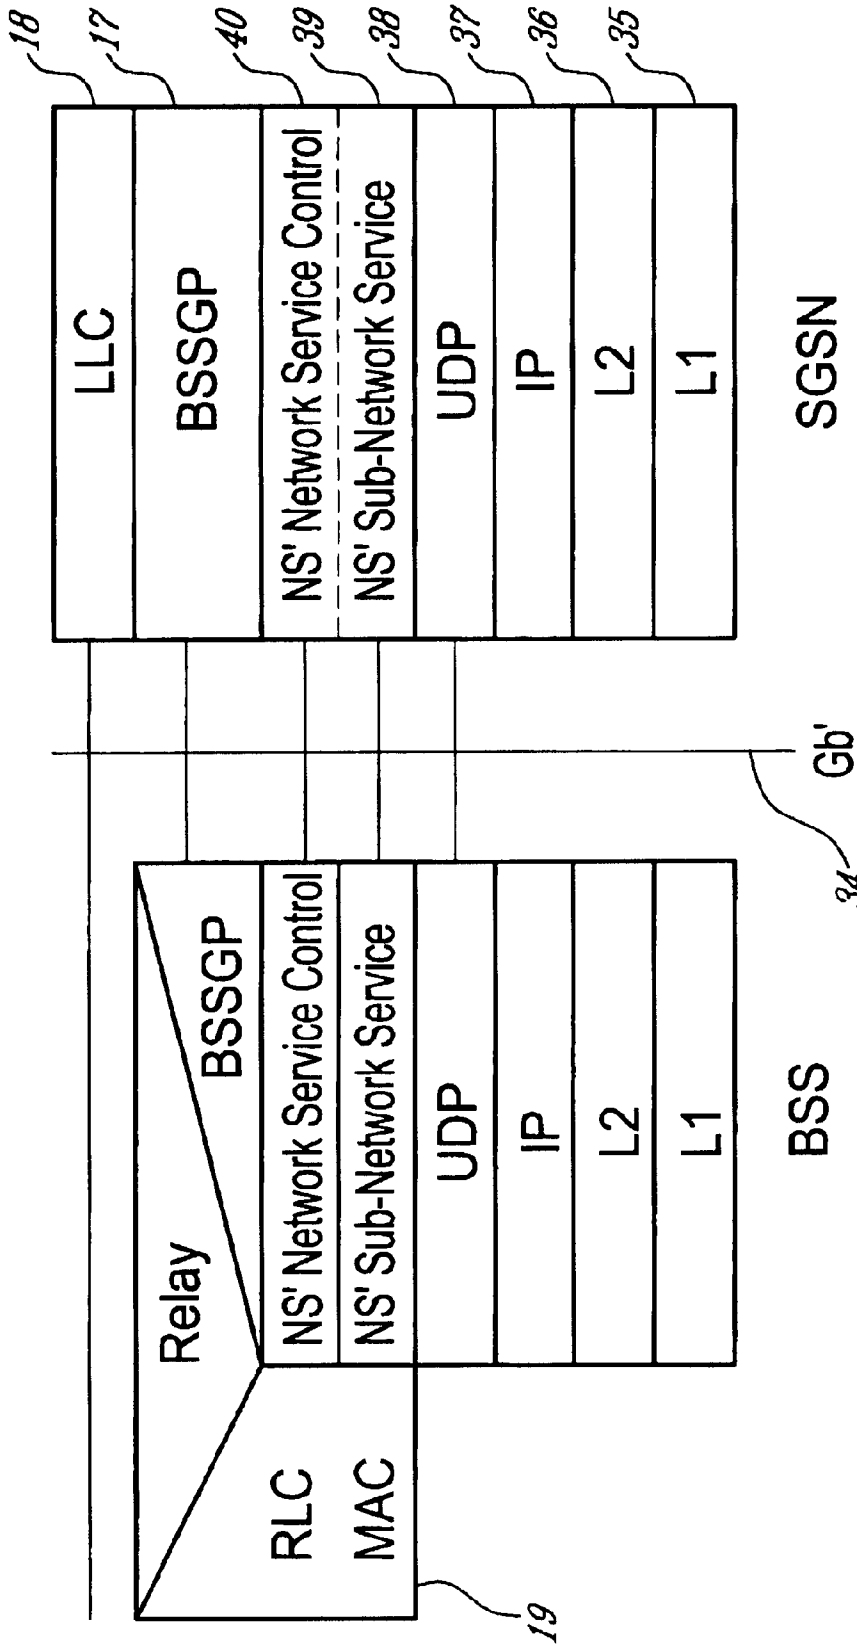 18
17
40
39
38
37
36
35
LLC
BSSGP
NS' Network Service Control
NS' Sub-Network Service
UDP
IP
L2
L1
SGSN
Gb'
34
Relay
BSSGP
RLC
MAC
NS' Network Service Control
NS' Sub-Network Service
UDP
IP
L2
L1
BSS
19